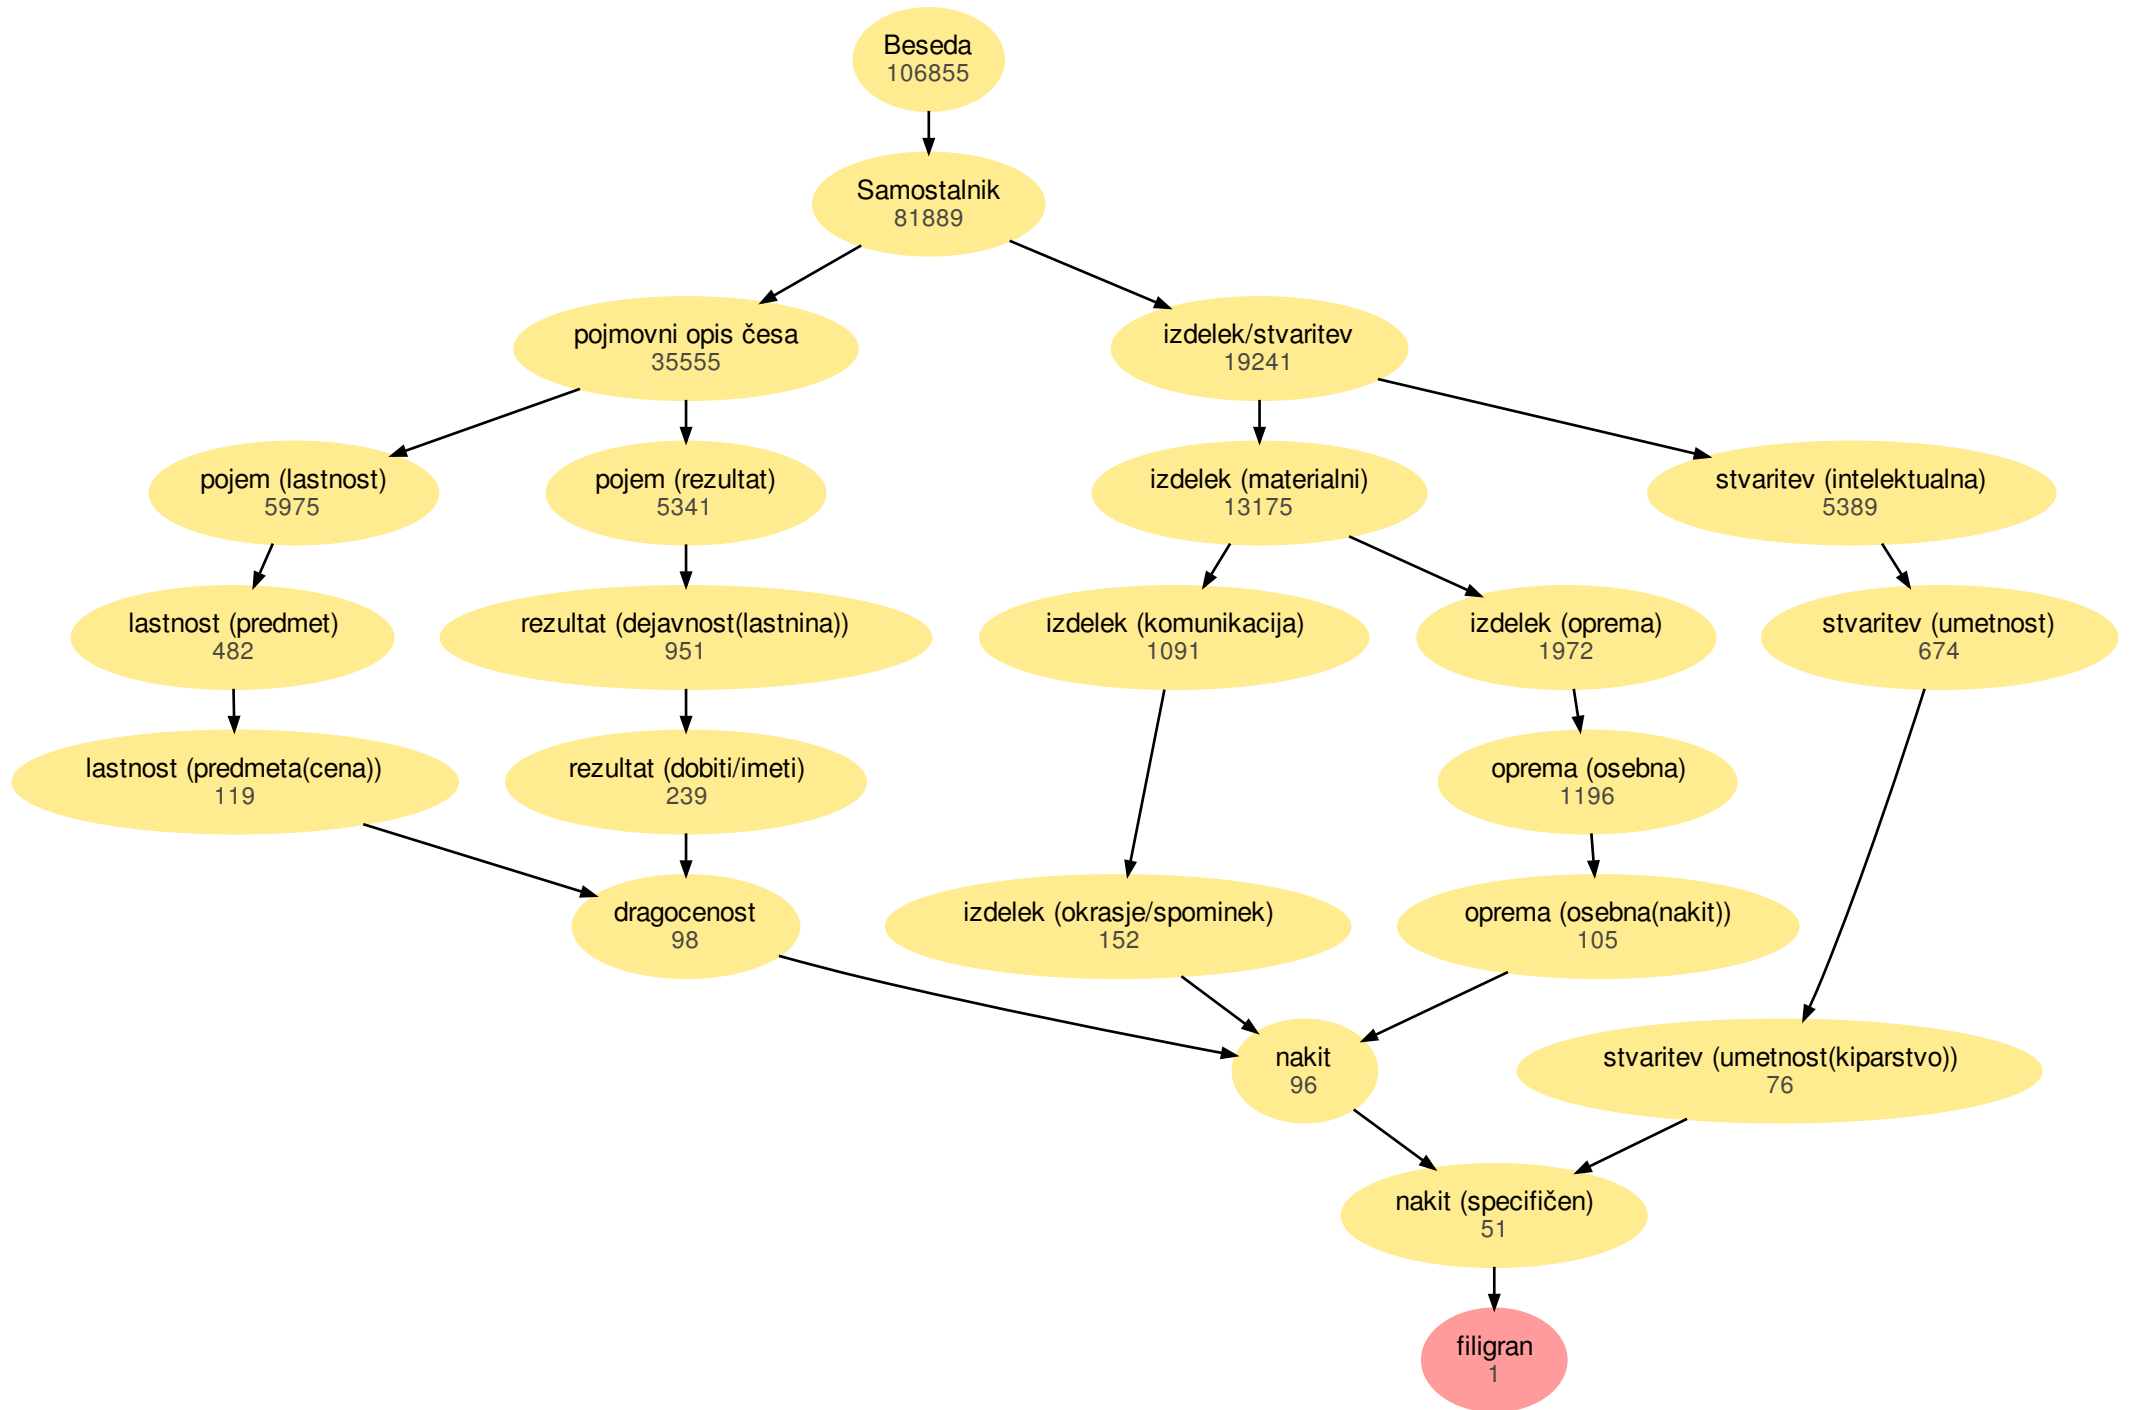 Beseda
106855
Samostalnik
81889
pojmovni opis česa
35555
izdelek/stvaritev
19241
pojem (lastnost)
5975
pojem (rezultat)
5341
izdelek (materialni)
13175
stvaritev (intelektualna)
5389
lastnost (predmet)
482
rezultat (dejavnost(lastnina))
951
izdelek (komunikacija)
1091
izdelek (oprema)
1972
stvaritev (umetnost)
674
lastnost (predmeta(cena))
119
rezultat (dobiti/imeti)
239
oprema (osebna)
1196
dragocenost
98
izdelek (okrasje/spominek)
152
oprema (osebna(nakit))
105
nakit
96
stvaritev (umetnost(kiparstvo))
76
nakit (specifičen)
51
filigran
1